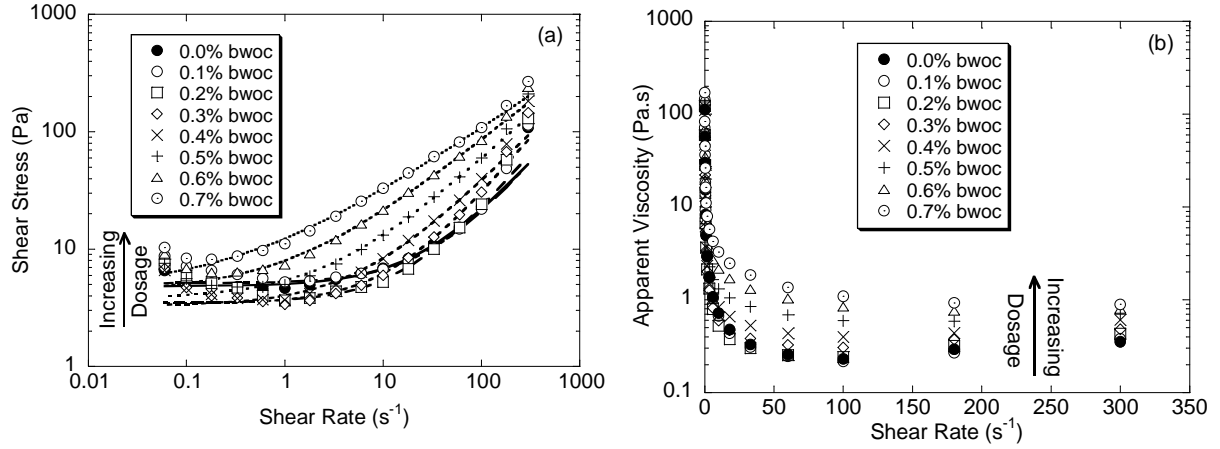 (a)
1000
100
10
1
Shear Stress (Pa)
0.0% bwoc
0.1% bwoc
0.2% bwoc
0.3% bwoc
0.4% bwoc
0.5% bwoc
0.6% bwoc
0.7% bwoc
Increasing
Dosage
0.01
0.1
1
10
100
1000
Shear Rate (s⁻¹)
(b)
1000
100
10
1
0.1
Apparent Viscosity (Pa.s)
0.0% bwoc
0.1% bwoc
0.2% bwoc
0.3% bwoc
0.4% bwoc
0.5% bwoc
0.6% bwoc
0.7% bwoc
Increasing
Dosage
0
50
100
150
200
250
300
350
Shear Rate (s⁻¹)